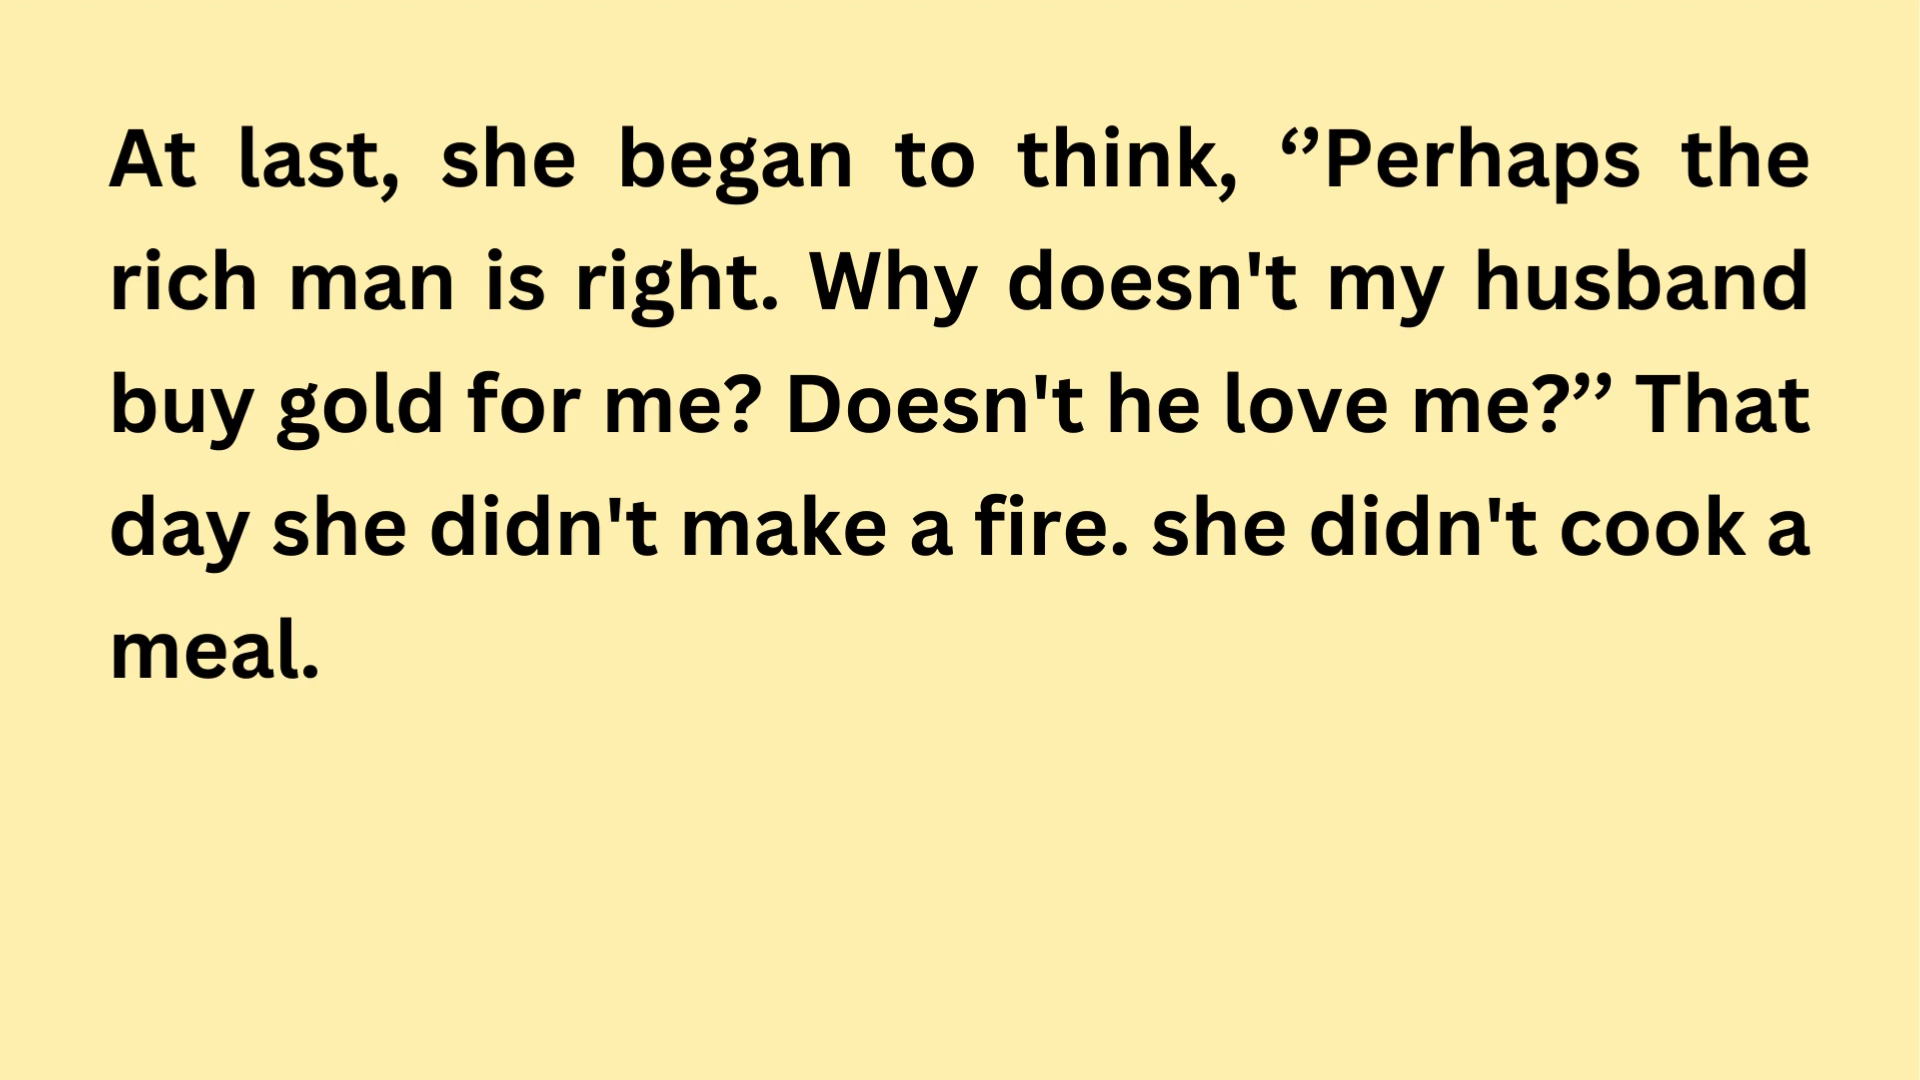 At last, she began to think, ‘’Perhaps the
rich man is right. Why doesn't my husband
buy gold for me? Doesn't he love me?’’ That
day she didn't make a fire. she didn't cook a
meal.